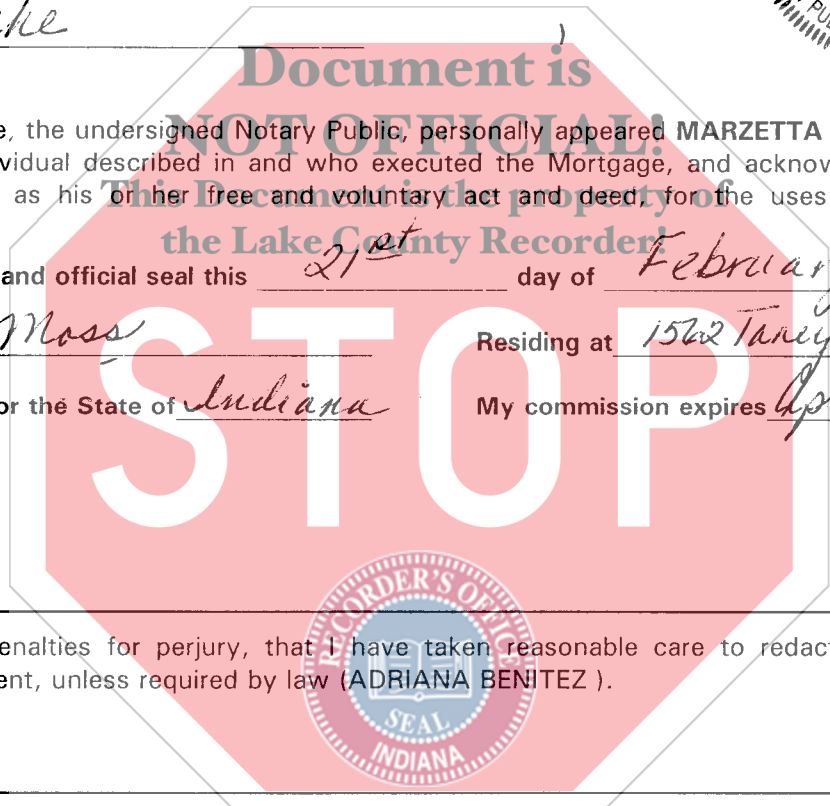 ke
Document is
NOT OFFICIAL!
e, the undersigned Notary Public, personally appeared MARZETTA
vidual described in and who executed the Mortgage, and acknov
as his or her free and voluntary act and deed, for the uses
This Document is the property of
the Lake County Recorder!
and official seal this 21st day of Februar
Moss Residing at 1562 Taney
or the State of Indiana My commission expires Ap
STOP
RECORDER'S OFFICE
enalties for perjury, that I have taken reasonable care to redact
ent, unless required by law (ADRIANA BENITEZ ).
SEAL
INDIANA